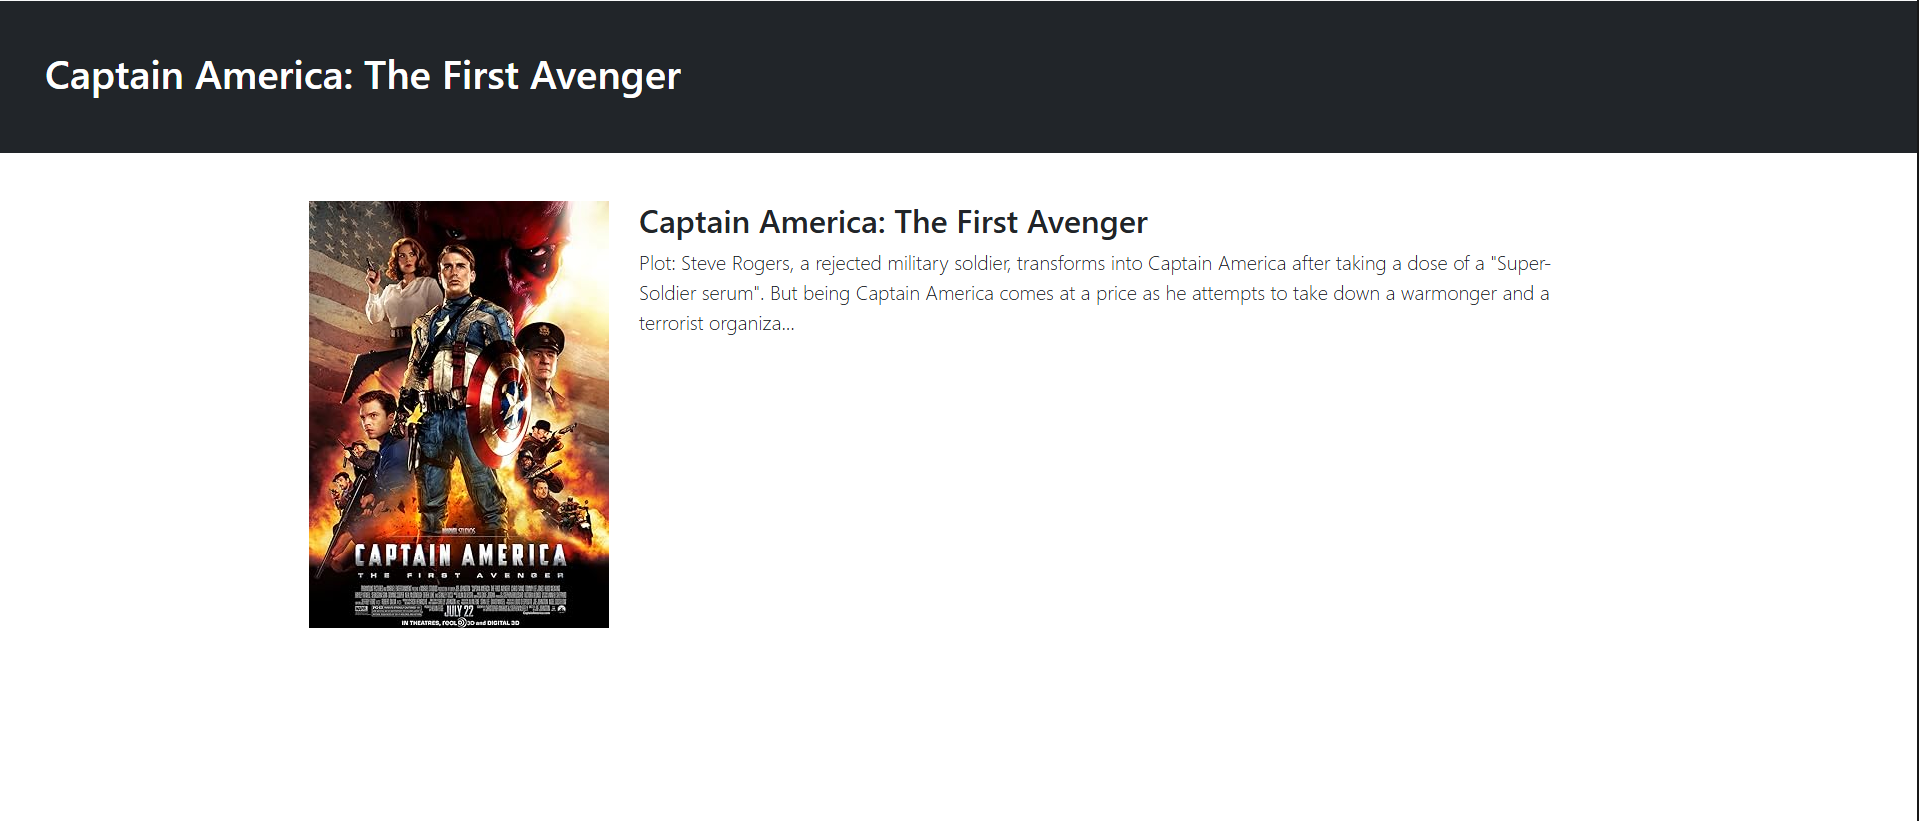 Captain America: The First Avenger
Captain America: The First Avenger
Plot: Steve Rogers, a rejected military soldier, transforms into Captain America after taking a dose of a "Super-
Soldier serum". But being Captain America comes at a price as he attempts to take down a warmonger and a
terrorist organiza...
MARVEL STUDIOS
CAPTAIN AMERICA
THE FIRST AVENGER
JULY 22
IN THEATRES, REAL D 3D and DIGITAL 3D